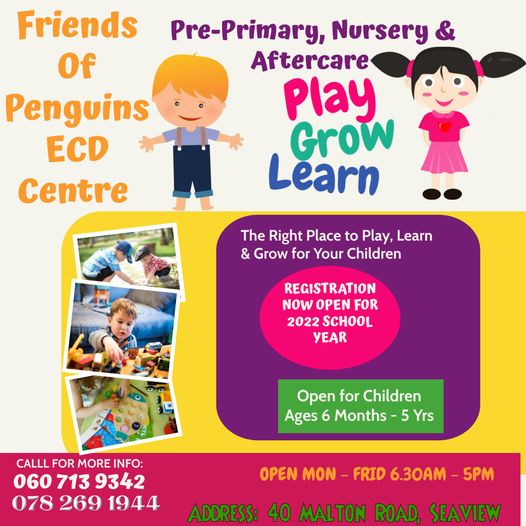 Friends
Of
Penguins
ECD
Centre
Pre-Primary, Nursery &
Aftercare
Play
Grow
Learn
The Right Place to Play, Learn
& Grow for Your Children
REGISTRATION
NOW OPEN FOR
2022 SCHOOL
YEAR
Open for Children
Ages 6 Months - 5 Yrs
CALLL FOR MORE INFO:
060 713 9342
078 269 1944
OPEN MON - FRID 6.30AM - 5PM
ADDRESS: 40 MALTON ROAD, SEAVIEW